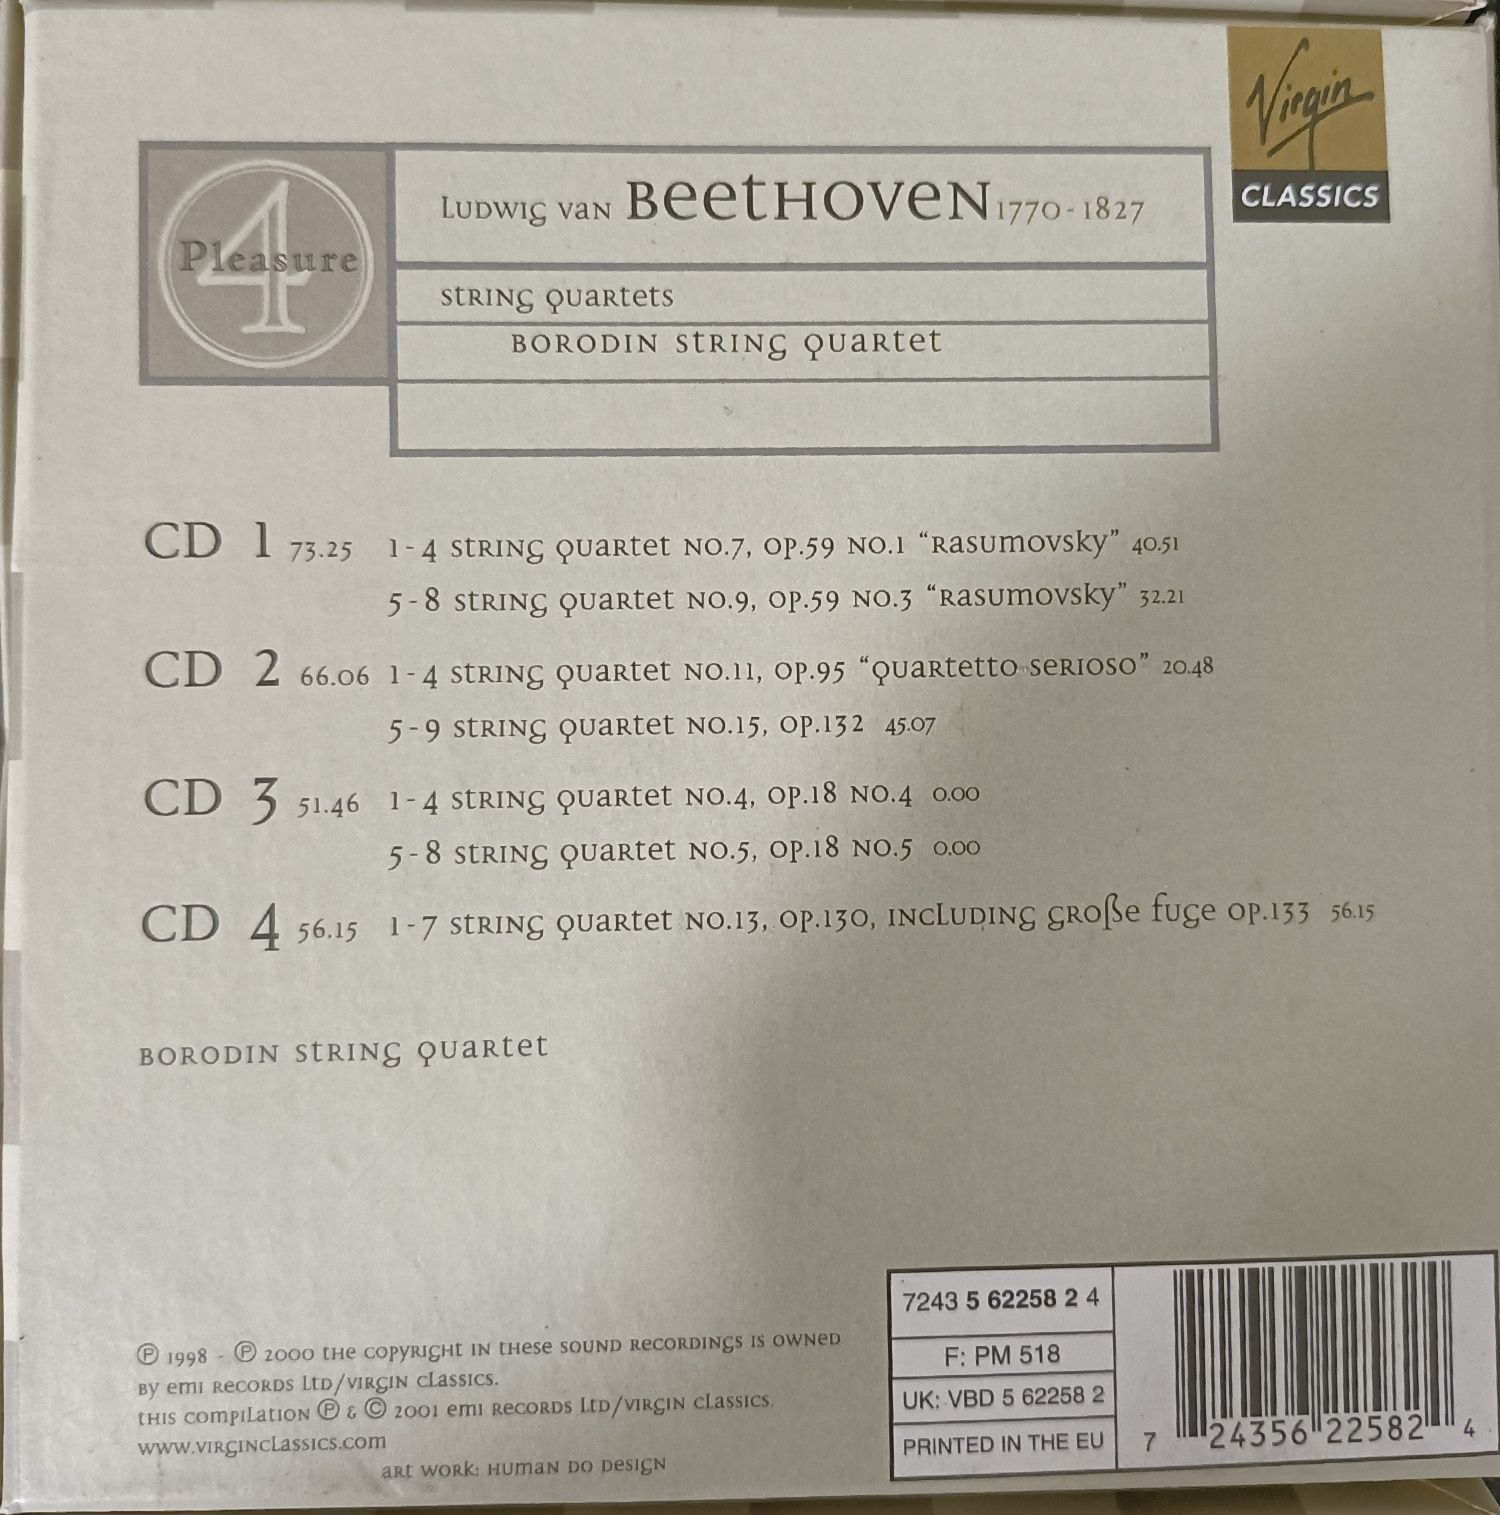 Virgin
CLASSICS
4
Pleasure
LUDWIG VAN BEETHOVEN 1770-1827
STRING QUARTETS
BORODIN STRING QUARTET
CD 1 73.25 1-4 STRING QUARTET NO.7, OP.59 NO.1 “RASUMOVSKY” 40.51
5-8 STRING QUARTET NO.9, OP.59 NO.3 “RASUMOVSKY” 32.21
CD 2 66.06 1-4 STRING QUARTET NO.11, OP.95 “QUARTETTO SERIOSO” 20.48
5-9 STRING QUARTET NO.15, OP.132 45.07
CD 3 51.46 1-4 STRING QUARTET NO.4, OP.18 NO.4 0.00
5-8 STRING QUARTET NO.5, OP.18 NO.5 0.00
CD 4 56.15 1-7 STRING QUARTET NO.13, OP.130, INCLUDING GROßE FUGE OP.133 56.15
BORODIN STRING QUARTET
℗ 1998 - ℗ 2000 THE COPYRIGHT IN THESE SOUND RECORDINGS IS OWNED
BY EMI RECORDS LTD/VIRGIN CLASSICS.
THIS COMPILATION ℗ & © 2001 EMI RECORDS LTD/VIRGIN CLASSICS.
WWW.VIRGINCLASSICS.COM
ART WORK: HUMAN DO DESIGN
7243 5 62258 2 4
F: PM 518
UK: VBD 5 62258 2
PRINTED IN THE EU
7 24356 22582 4